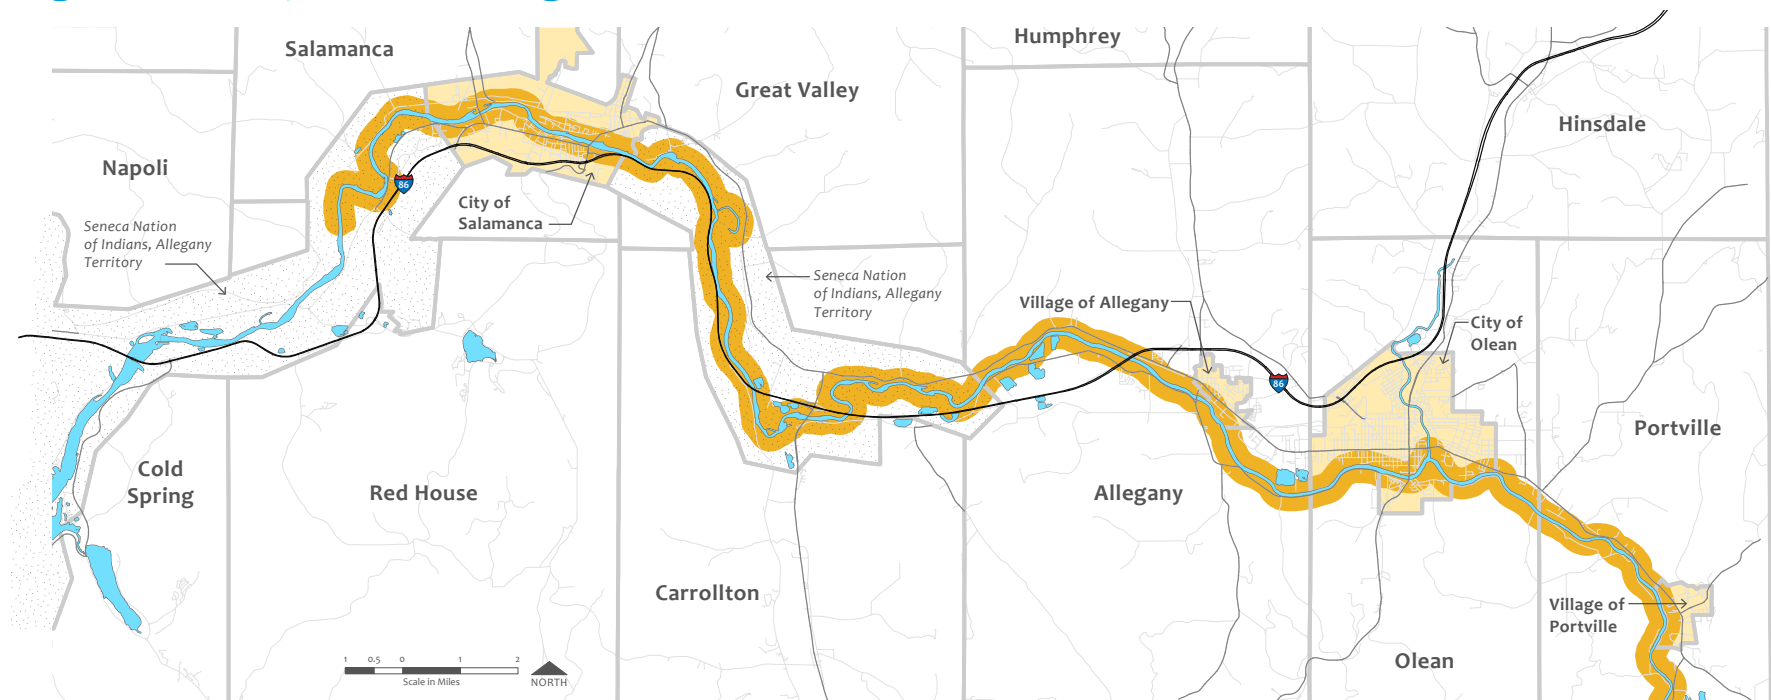 Humphrey
Salamanca
Great Valley
Hinsdale
Napoli
86
City of
Salamanca
Seneca Nation
of Indians, Allegany
Territory
Seneca Nation
of Indians, Allegany
Territory
Village of Allegany
City of
Olean
86
Portville
Cold
Spring
Red House
Allegany
Carrollton
Village of
Portville
Olean
1 0.5 0 1 2
Scale in Miles
NORTH